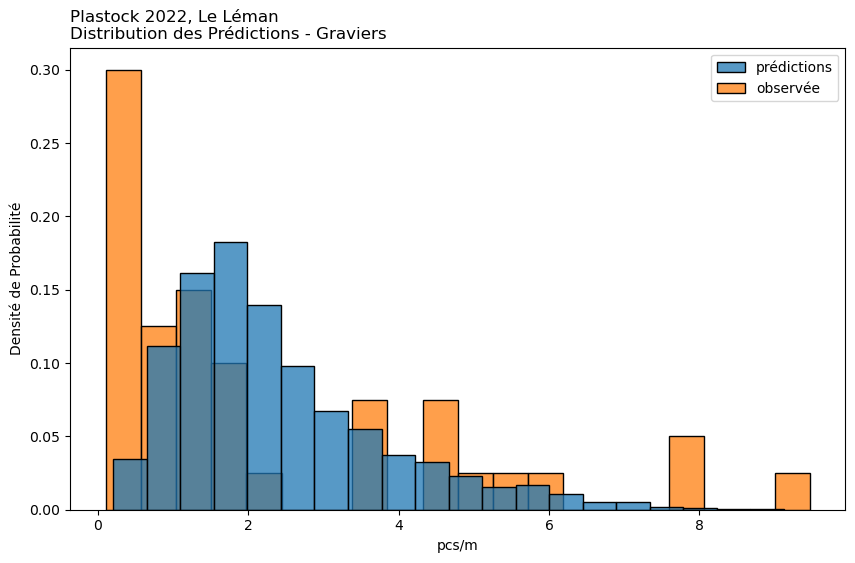 Plastock 2022, Le Léman
Distribution des Prédictions - Graviers
prédictions
observée
Densité de Probabilité
0.30
0.25
0.20
0.15
0.10
0.05
0.00
0 2 4 6 8
pcs/m